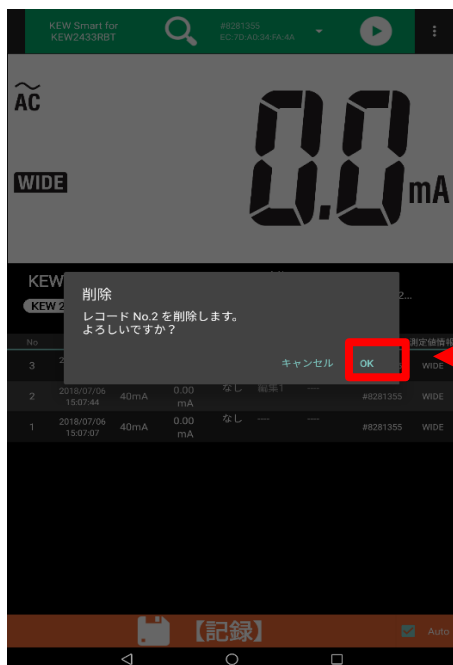 KEW Smart for
KEW2433RBT
#8281355
EC:7D:A0:34:FA:4A
AC
WIDE
0.0 mA
KEW
KEW 2
2...
削除
レコード No.2 を削除します。
よろしいですか？
キャンセル OK
No 測定値情報
3 2 WIDE
2 2018/07/06 15:07:44 40mA 0.00 mA なし 編集1 — #8281355 WIDE
1 2018/07/06 15:07:07 40mA 0.00 mA なし — — #8281355 WIDE
【記録】 Auto